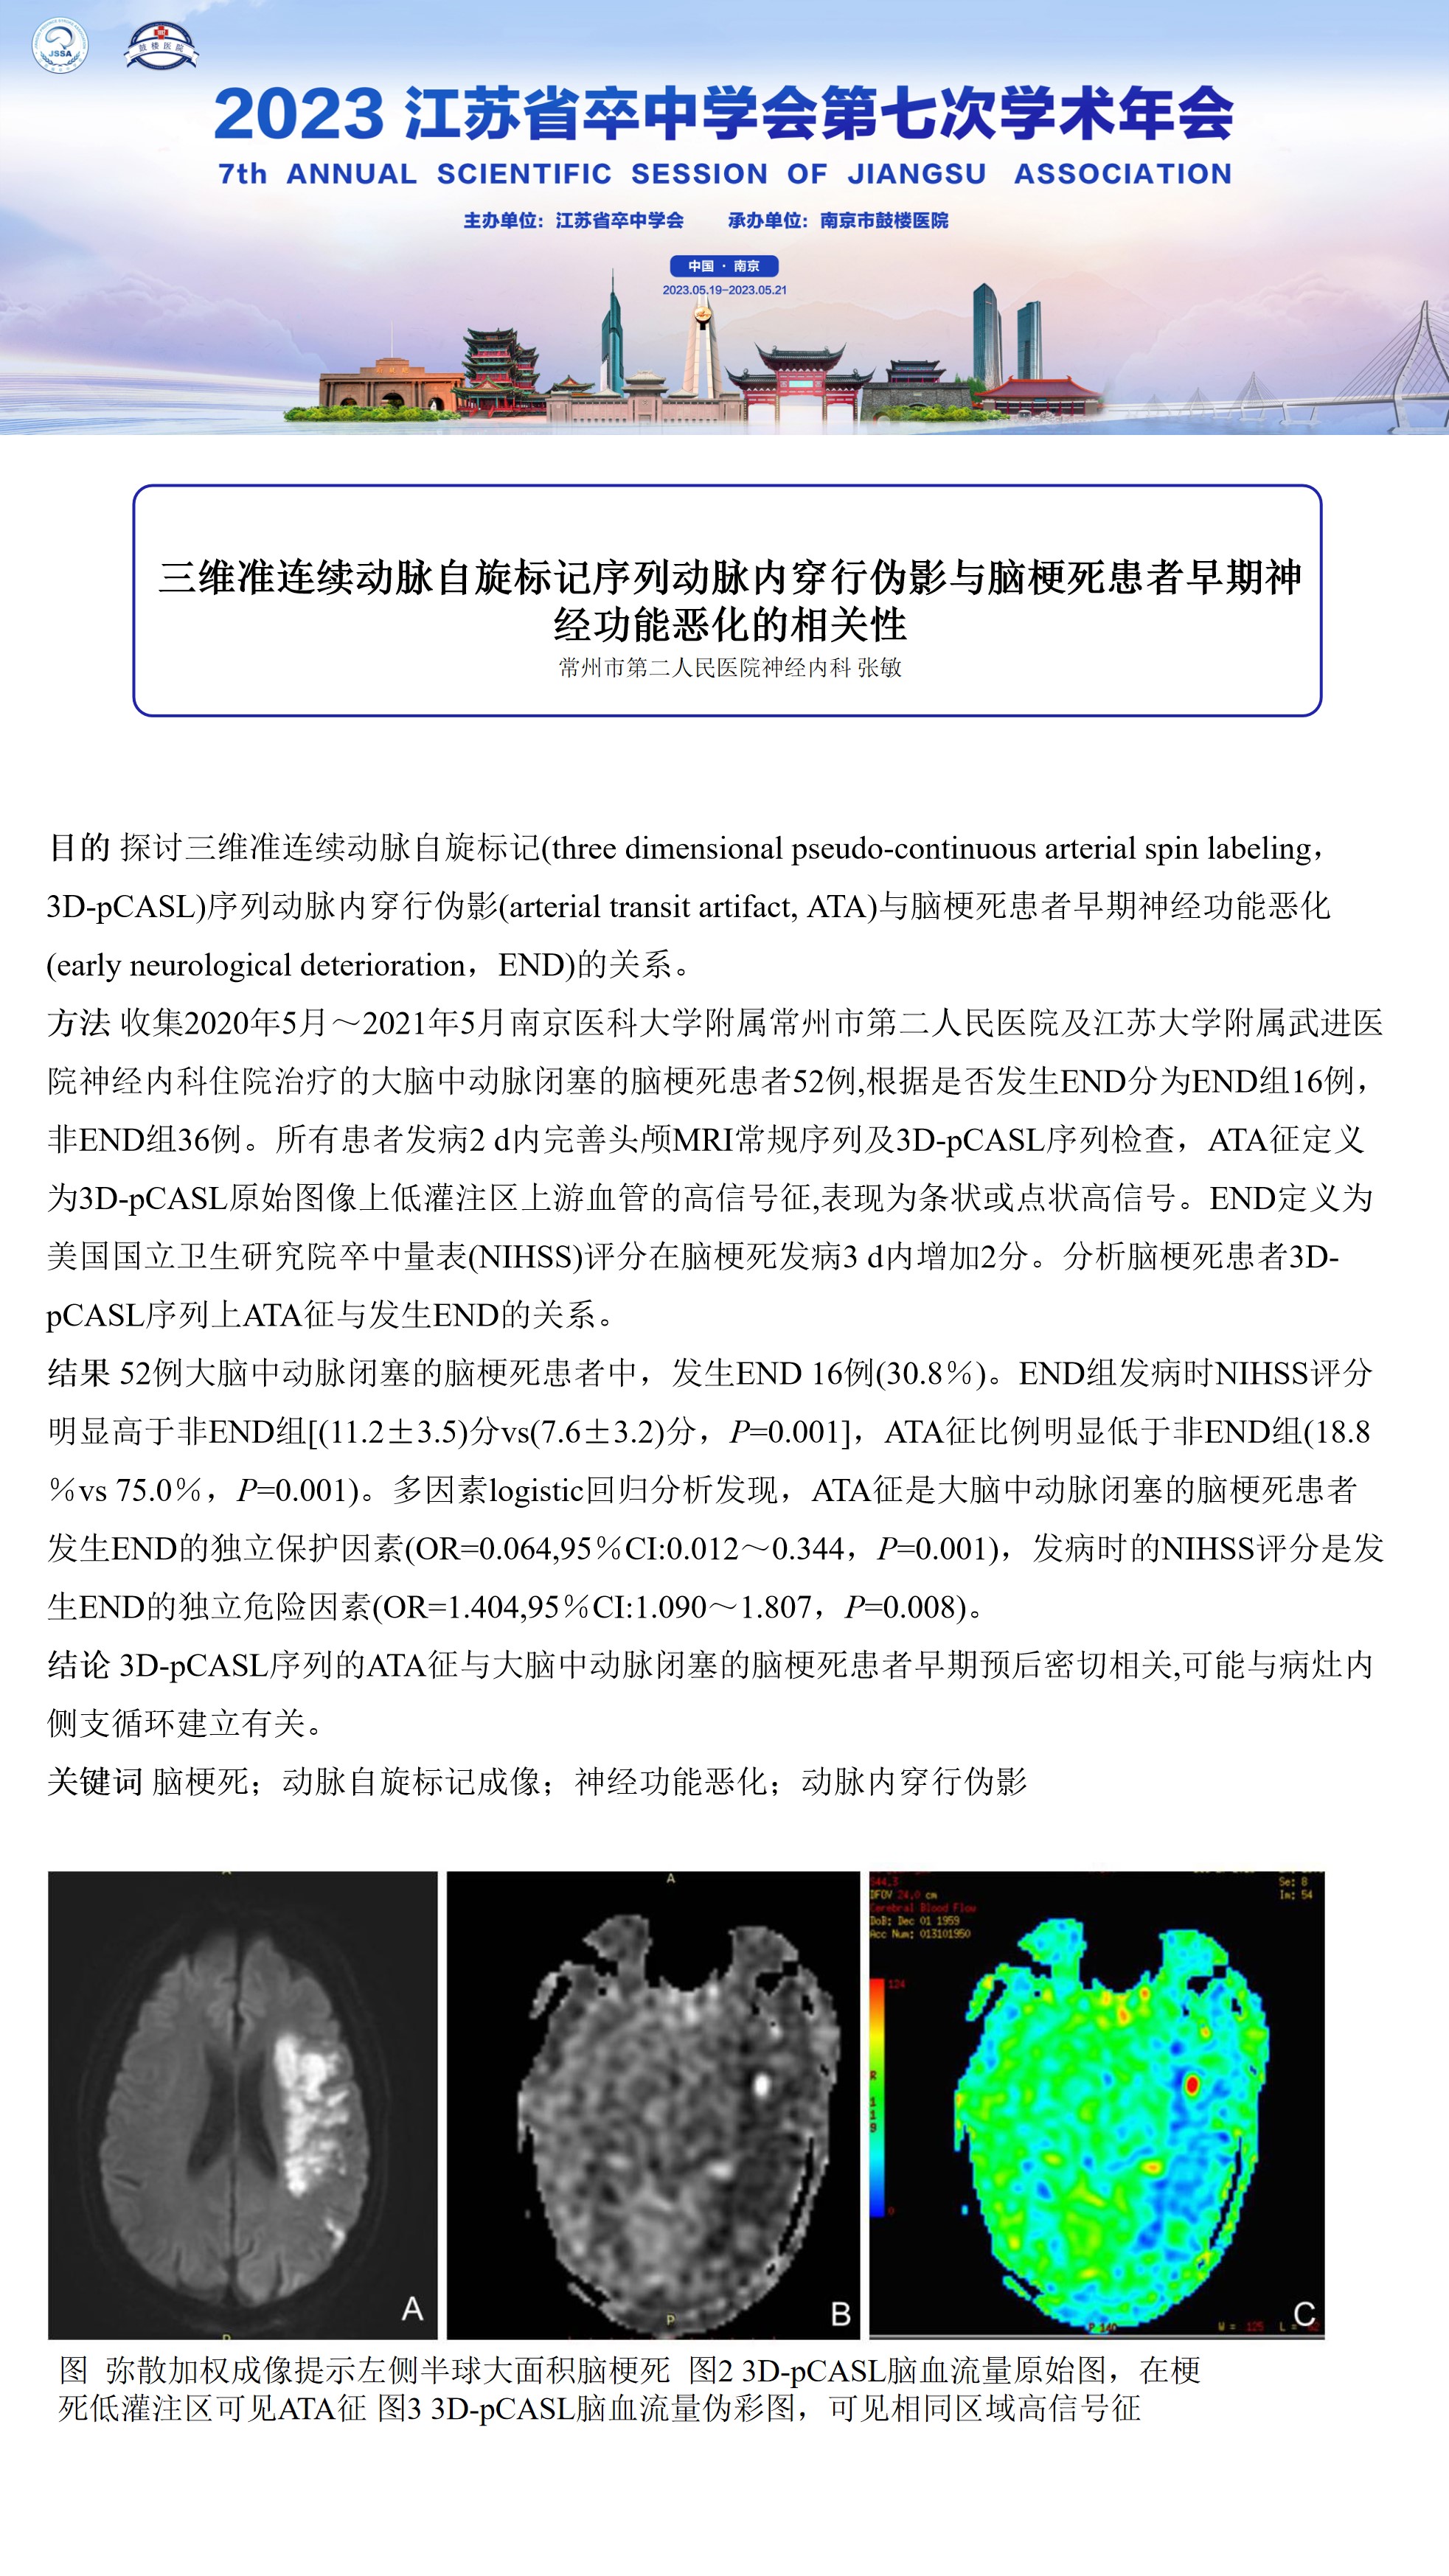 JSSA
鼓楼医院
2023 江苏省卒中学会第七次学术年会
7th ANNUAL SCIENTIFIC SESSION OF JIANGSU ASSOCIATION
主办单位：江苏省卒中学会 承办单位：南京市鼓楼医院
中国 · 南京
2023.05.19-2023.05.21
三维准连续动脉自旋标记序列动脉内穿行伪影与脑梗死患者早期神
经功能恶化的相关性
常州市第二人民医院神经内科 张敏
目的 探讨三维准连续动脉自旋标记(three dimensional pseudo-continuous arterial spin labeling，
3D-pCASL)序列动脉内穿行伪影(arterial transit artifact, ATA)与脑梗死患者早期神经功能恶化
(early neurological deterioration，END)的关系。
方法 收集2020年5月～2021年5月南京医科大学附属常州市第二人民医院及江苏大学附属武进医
院神经内科住院治疗的大脑中动脉闭塞的脑梗死患者52例,根据是否发生END分为END组16例，
非END组36例。所有患者发病2 d内完善头颅MRI常规序列及3D-pCASL序列检查，ATA征定义
为3D-pCASL原始图像上低灌注区上游血管的高信号征,表现为条状或点状高信号。END定义为
美国国立卫生研究院卒中量表(NIHSS)评分在脑梗死发病3 d内增加2分。分析脑梗死患者3D-
pCASL序列上ATA征与发生END的关系。
结果 52例大脑中动脉闭塞的脑梗死患者中，发生END 16例(30.8％)。END组发病时NIHSS评分
明显高于非END组[(11.2±3.5)分vs(7.6±3.2)分，P=0.001]，ATA征比例明显低于非END组(18.8
％vs 75.0％，P=0.001)。多因素logistic回归分析发现，ATA征是大脑中动脉闭塞的脑梗死患者
发生END的独立保护因素(OR=0.064,95％CI:0.012～0.344，P=0.001)，发病时的NIHSS评分是发
生END的独立危险因素(OR=1.404,95％CI:1.090～1.807，P=0.008)。
结论 3D-pCASL序列的ATA征与大脑中动脉闭塞的脑梗死患者早期预后密切相关,可能与病灶内
侧支循环建立有关。
关键词 脑梗死；动脉自旋标记成像；神经功能恶化；动脉内穿行伪影
A
A
P
B
S44.3
DFOV 24.0 cm
Cerebral Blood Flow
DoB: Dec 01 1959
Acc Num: 013101950
Se: 8
Im: 54
124
R
1
1
9
0
P 140
W = 125 L =
C
图 弥散加权成像提示左侧半球大面积脑梗死 图2 3D-pCASL脑血流量原始图，在梗
死低灌注区可见ATA征 图3 3D-pCASL脑血流量伪彩图，可见相同区域高信号征